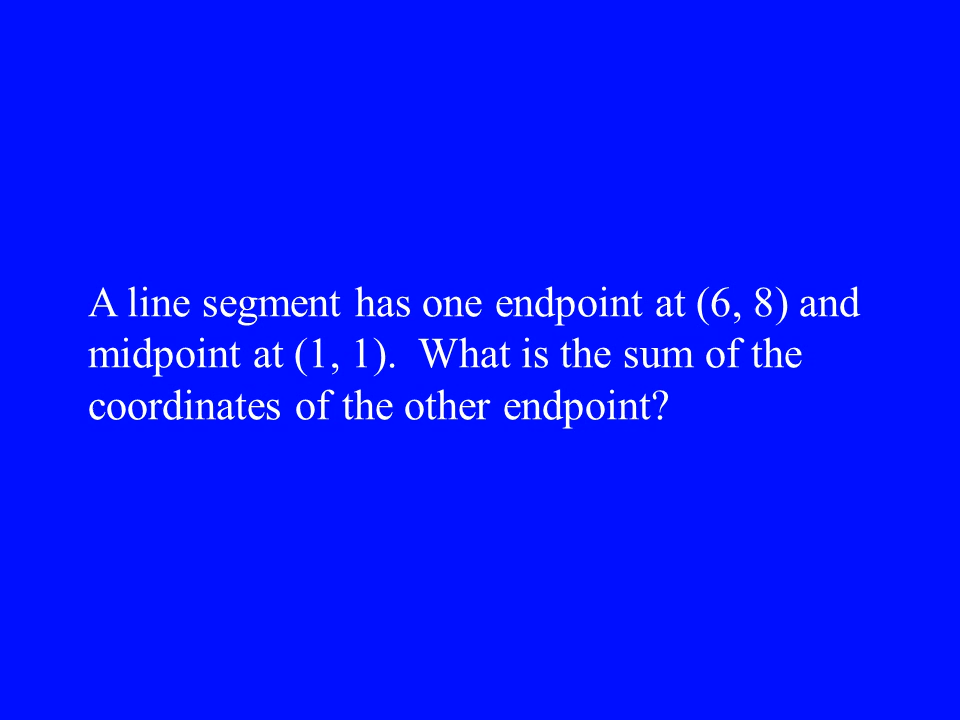 A line segment has one endpoint at (6, 8) and
midpoint at (1, 1).  What is the sum of the
coordinates of the other endpoint?